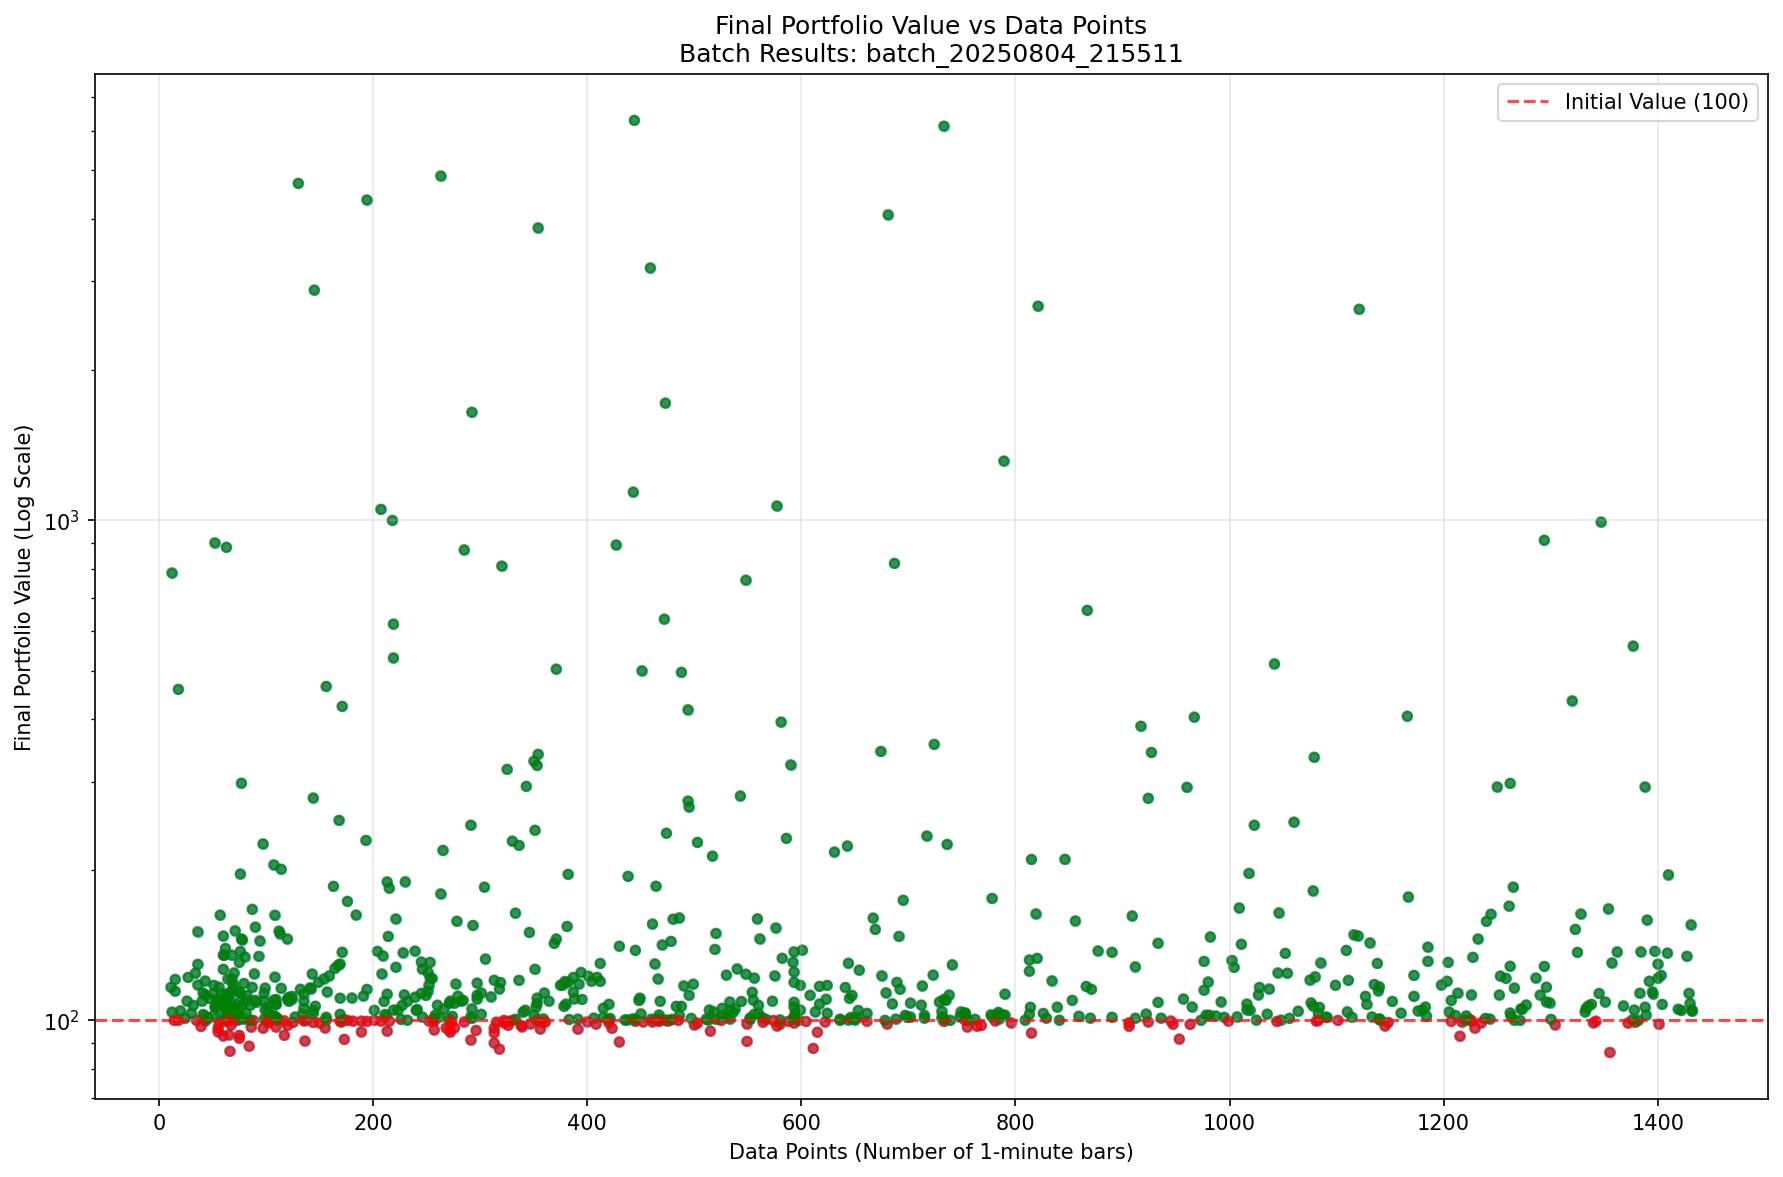 Final Portfolio Value vs Data Points
Batch Results: batch_20250804_215511
Initial Value (100)
Final Portfolio Value (Log Scale)
10³
10²
0 200 400 600 800 1000 1200 1400
Data Points (Number of 1-minute bars)